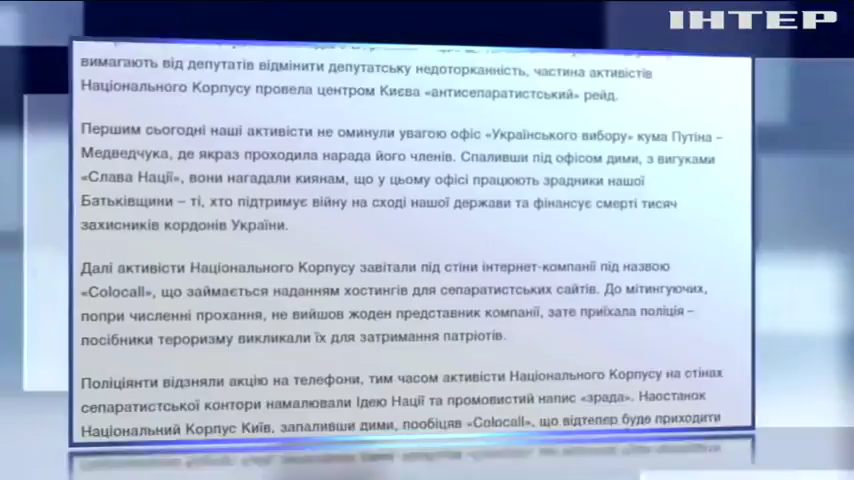 ІНТЕР
вимагають від депутатів відмінити депутатську недоторканність, частина активістів
Національного Корпусу провела центром Києва «антисепаратистський» рейд.
Першим сьогодні наші активісти не оминули увагою офіс «Українського вибору» кума Путіна –
Медведчука, де якраз проходила нарада його членів. Спаливши під офісом дими, з вигуками
«Слава Нації», вони нагадали киянам, що у цьому офісі працюють зрадники нашої
Батьківщини – ті, хто підтримує війну на сході нашої держави та фінансує смерті тисяч
захисників кордонів України.
Далі активісти Національного Корпусу завітали під стіни інтернет-компанії під назвою
«Colocall», що займається наданням хостингів для сепаратистських сайтів. До мітингуючих,
попри численні прохання, не вийшов жоден представник компанії, зате приїхала поліція –
посібники тероризму викликали їх для затримання патріотів.
Поліціянти відзняли акцію на телефони, тим часом активісти Національного Корпусу на стінах
сепаратистської контори намалювали Ідею Нації та промовистий напис «зрада». Наостанок
Національний Корпус Київ, запаливши дими, пообіцяв «Colocall», що відтепер буде приходити